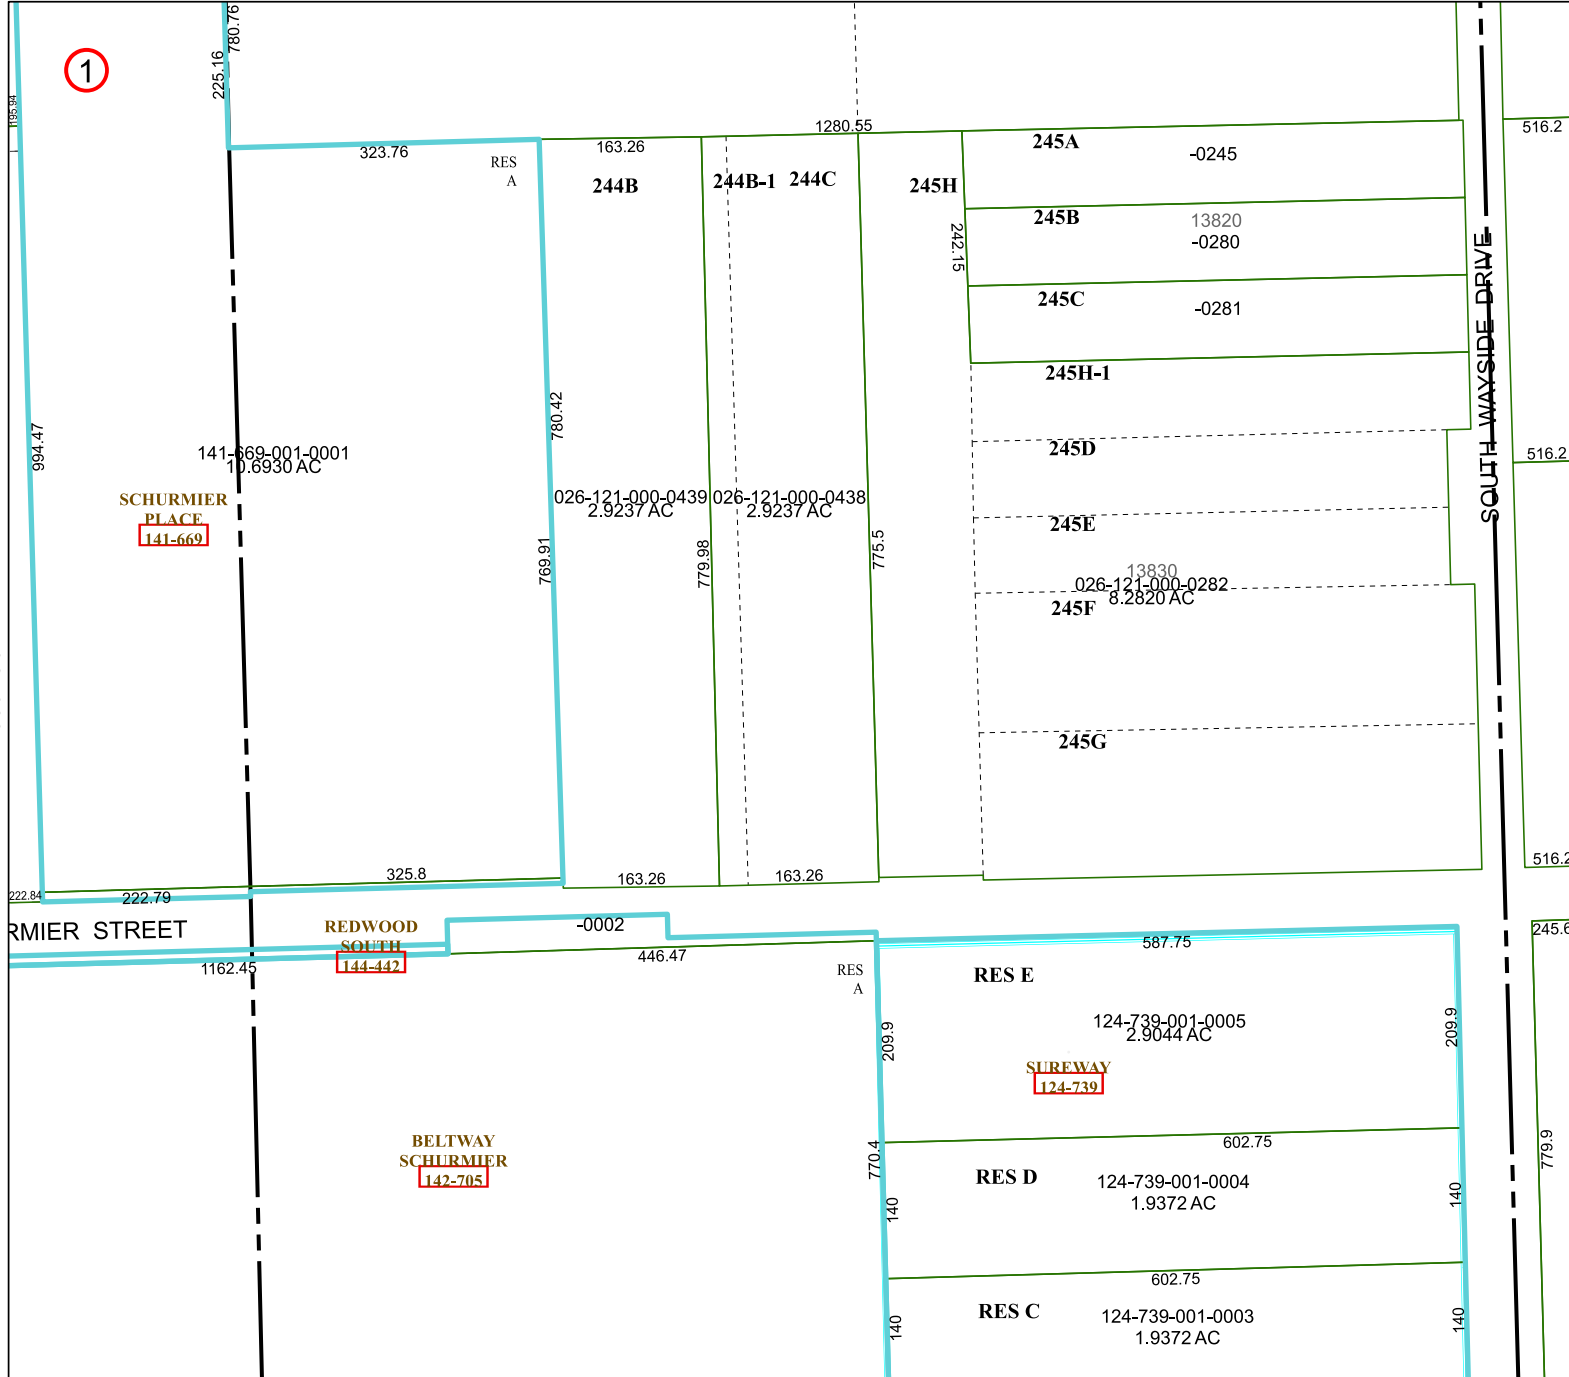 780.76
225.16
1
195.94
1280.55
516.2
323.76
163.26
245A
-0245
RES
A
244B
244B-1
244C
245H
245B
13820
-0280
242.15
245C
-0281
SOUTH WAYSIDE DRIVE
245H-1
994.47
780.42
141-669-001-0001
10.6930 AC
245D
516.2
SCHURMIER
PLACE
141-669
026-121-000-0439
2.9237 AC
026-121-000-0438
2.9237 AC
245E
769.91
779.98
775.5
13830
026-121-000-0282
8.2820 AC
245F
245G
325.8
163.26
163.26
516.2
222.84
222.79
RMIER STREET
REDWOOD
SOUTH
144-442
-0002
245.6
1162.45
446.47
587.75
RES
A
RES E
209.9
124-739-001-0005
2.9044 AC
209.9
SUREWAY
124-739
BELTWAY
SCHURMIER
142-705
770.4
602.75
779.9
RES D
124-739-001-0004
1.9372 AC
140
140
602.75
RES C
124-739-001-0003
1.9372 AC
140
140